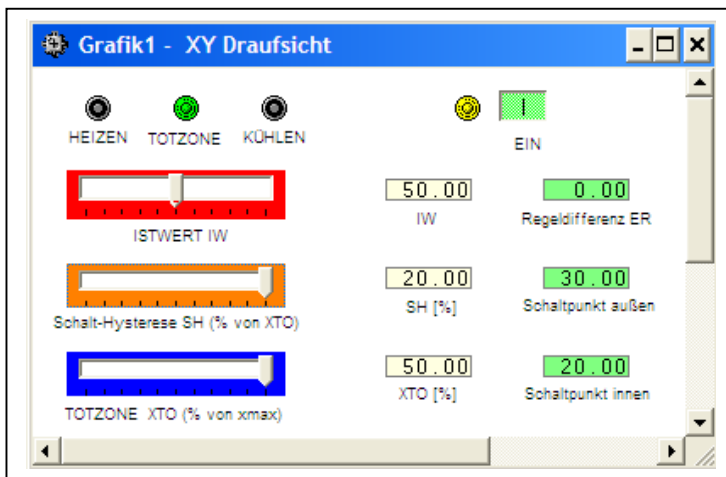 Grafik1 - XY Draufsicht
HEIZEN TOTZONE KÜHLEN
I
EIN
50.00 0.00
ISTWERT IW IW Regeldifferenz ER
20.00 30.00
Schalt-Hysterese SH (% von XTO) SH [%] Schaltpunkt außen
50.00 20.00
TOTZONE XTO (% von xmax) XTO [%] Schaltpunkt innen